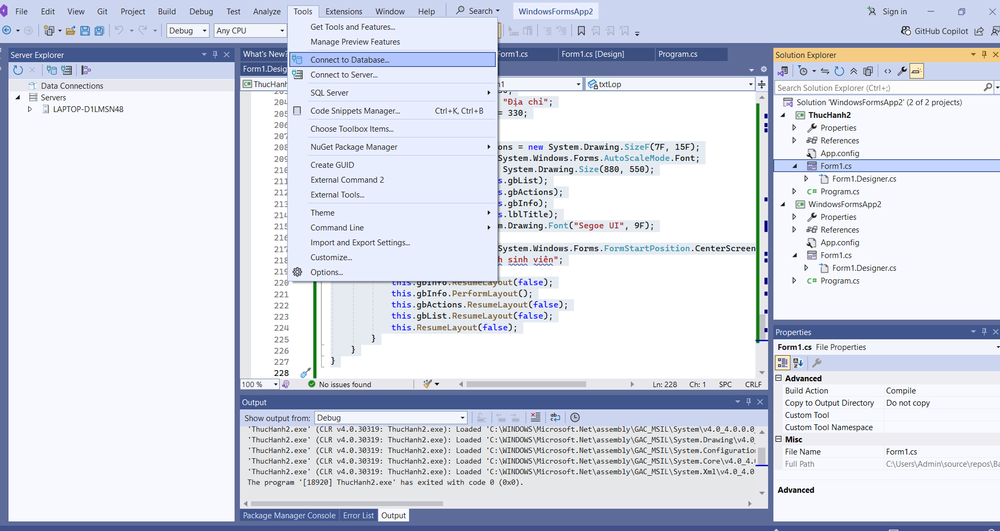 File Edit View Git Project Build Debug Test Analyze Tools Extensions Window Help Search WindowsFormsApp2 Sign in
Debug Any CPU GitHub Copilot
Server Explorer
Data Connections
Servers
LAPTOP-D1LMSN48
Get Tools and Features...
Manage Preview Features
Connect to Database...
Connect to Server...
SQL Server
Code Snippets Manager... Ctrl+K, Ctrl+B
Choose Toolbox Items...
NuGet Package Manager
Create GUID
External Command 2
External Tools...
Theme
Command Line
Import and Export Settings...
Customize...
Options...
What's New? Form1.cs Form1.cs [Design] Program.cs
Form1.Desig
ThucHanh txtLop
204 "Địa chỉ";
205 = 330;
206
207
208 ons = new System.Drawing.SizeF(7F, 15F);
209 System.Windows.Forms.AutoScaleMode.Font;
210 System.Drawing.Size(880, 550);
211 s.gbList);
212 s.gbActions);
213 s.gbInfo);
214 s.lblTitle);
215 m.Drawing.Font("Segoe UI", 9F);
216
217 System.Windows.Forms.FormStartPosition.CenterScreen
218 h sinh viên";
219
220 this.gbInfo.ResumeLayout(false);
221 this.gbInfo.PerformLayout();
222 this.gbActions.ResumeLayout(false);
223 this.gbList.ResumeLayout(false);
224 this.ResumeLayout(false);
225 }
226 }
227 }
228
100 % No issues found Ln: 228 Ch: 1 SPC CRLF
Output
Show output from: Debug
'ThucHanh2.exe' (CLR v4.0.30319: ThucHanh2.exe): Loaded 'C:\WINDOWS\Microsoft.Net\assembly\GAC_MSIL\System\v4.0_4.0.0.0_
'ThucHanh2.exe' (CLR v4.0.30319: ThucHanh2.exe): Loaded 'C:\WINDOWS\Microsoft.Net\assembly\GAC_MSIL\System.Drawing\v4.0_
'ThucHanh2.exe' (CLR v4.0.30319: ThucHanh2.exe): Loaded 'C:\WINDOWS\Microsoft.Net\assembly\GAC_MSIL\System.Configuration
'ThucHanh2.exe' (CLR v4.0.30319: ThucHanh2.exe): Loaded 'C:\WINDOWS\Microsoft.Net\assembly\GAC_MSIL\System.Core\v4.0_4.0
'ThucHanh2.exe' (CLR v4.0.30319: ThucHanh2.exe): Loaded 'C:\WINDOWS\Microsoft.Net\assembly\GAC_MSIL\System.Xml\v4.0_4.0
The program '[18920] ThucHanh2.exe' has exited with code 0 (0x0).
Package Manager Console Error List Output
Solution Explorer
Search Solution Explorer (Ctrl+;)
Solution 'WindowsFormsApp2' (2 of 2 projects)
ThucHanh2
Properties
References
App.config
Form1.cs
Form1.Designer.cs
C# Program.cs
WindowsFormsApp2
Properties
References
App.config
Form1.cs
Form1.Designer.cs
C# Program.cs
Properties
Form1.cs File Properties
Advanced
Build Action Compile
Copy to Output Directory Do not copy
Custom Tool
Custom Tool Namespace
Misc
File Name Form1.cs
Full Path C:\Users\Admin\source\repos\Ba
Advanced